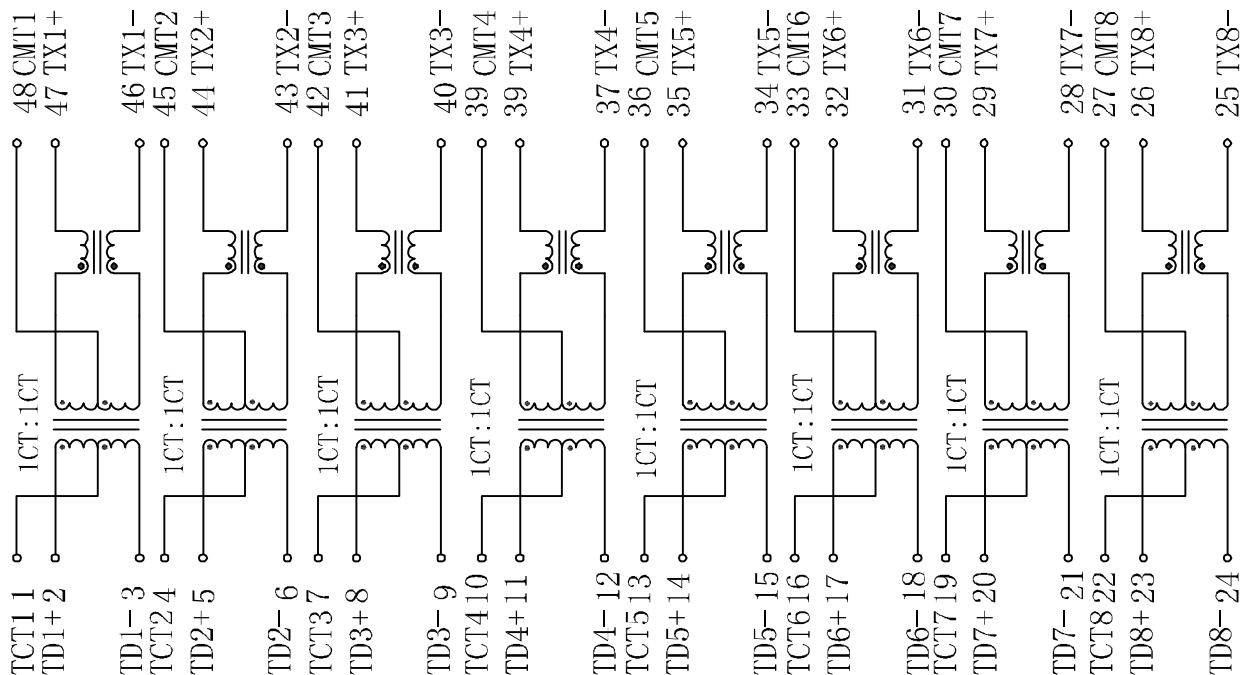 48 CMT1
47 TX1+
46 TX1-
45 CMT2
44 TX2+
43 TX2-
42 CMT3
41 TX3+
40 TX3-
39 CMT4
39 TX4+
37 TX4-
36 CMT5
35 TX5+
34 TX5-
33 CMT6
32 TX6+
31 TX6-
30 CMT7
29 TX7+
28 TX7-
27 CMT8
26 TX8+
25 TX8-
1CT:1CT
1CT:1CT
1CT:1CT
1CT:1CT
1CT:1CT
1CT:1CT
1CT:1CT
1CT:1CT
TCT1 1
TD1+ 2
TD1- 3
TCT2 4
TD2+ 5
TD2- 6
TCT3 7
TD3+ 8
TD3- 9
TCT4 10
TD4+ 11
TD4- 12
TCT5 13
TD5+ 14
TD5- 15
TCT6 16
TD6+ 17
TD6- 18
TCT7 19
TD7+ 20
TD7- 21
TCT8 22
TD8+ 23
TD8- 24